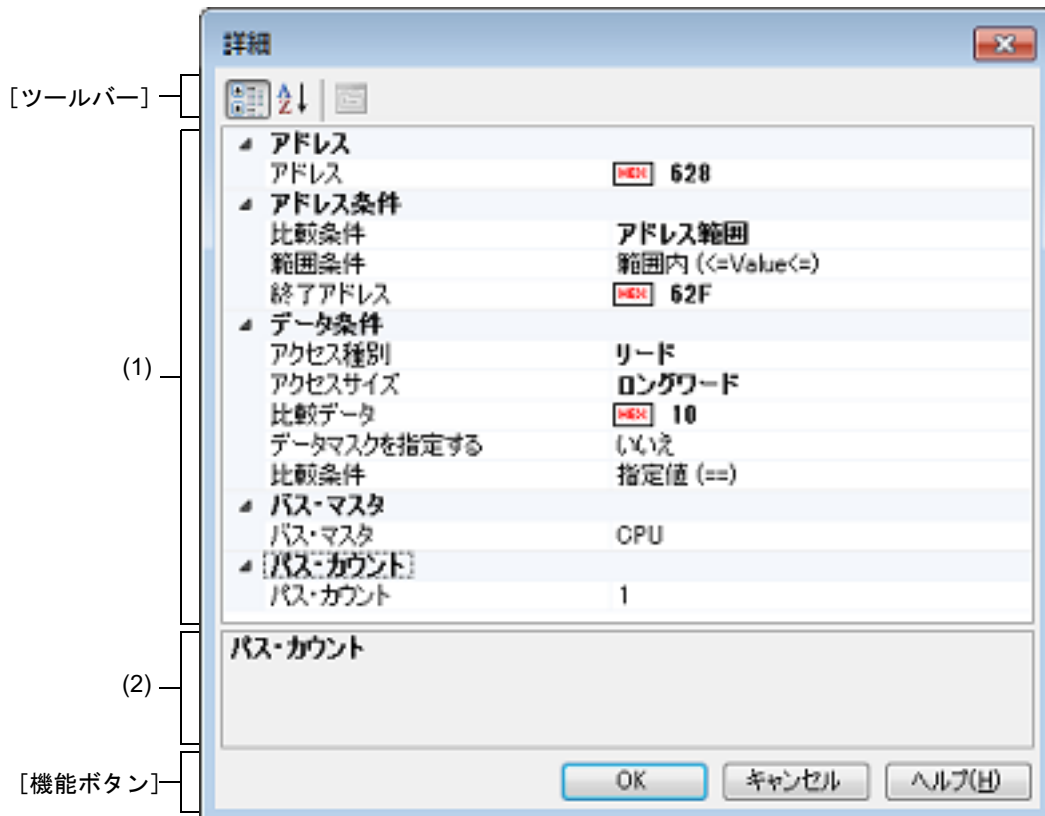 詳細
[ツールバー]
アドレス
アドレス HEX 628
アドレス条件
比較条件 アドレス範囲
範囲条件 範囲内 (<=Value<=)
終了アドレス HEX 62F
データ条件
(1)
アクセス種別 リード
アクセスサイズ ロングワード
比較データ HEX 10
データマスクを指定する いいえ
比較条件 指定値 (==)
バス・マスタ
バス・マスタ CPU
パス・カウント
パス・カウント 1
パス・カウント
(2)
[機能ボタン]
OK キャンセル ヘルプ(H)